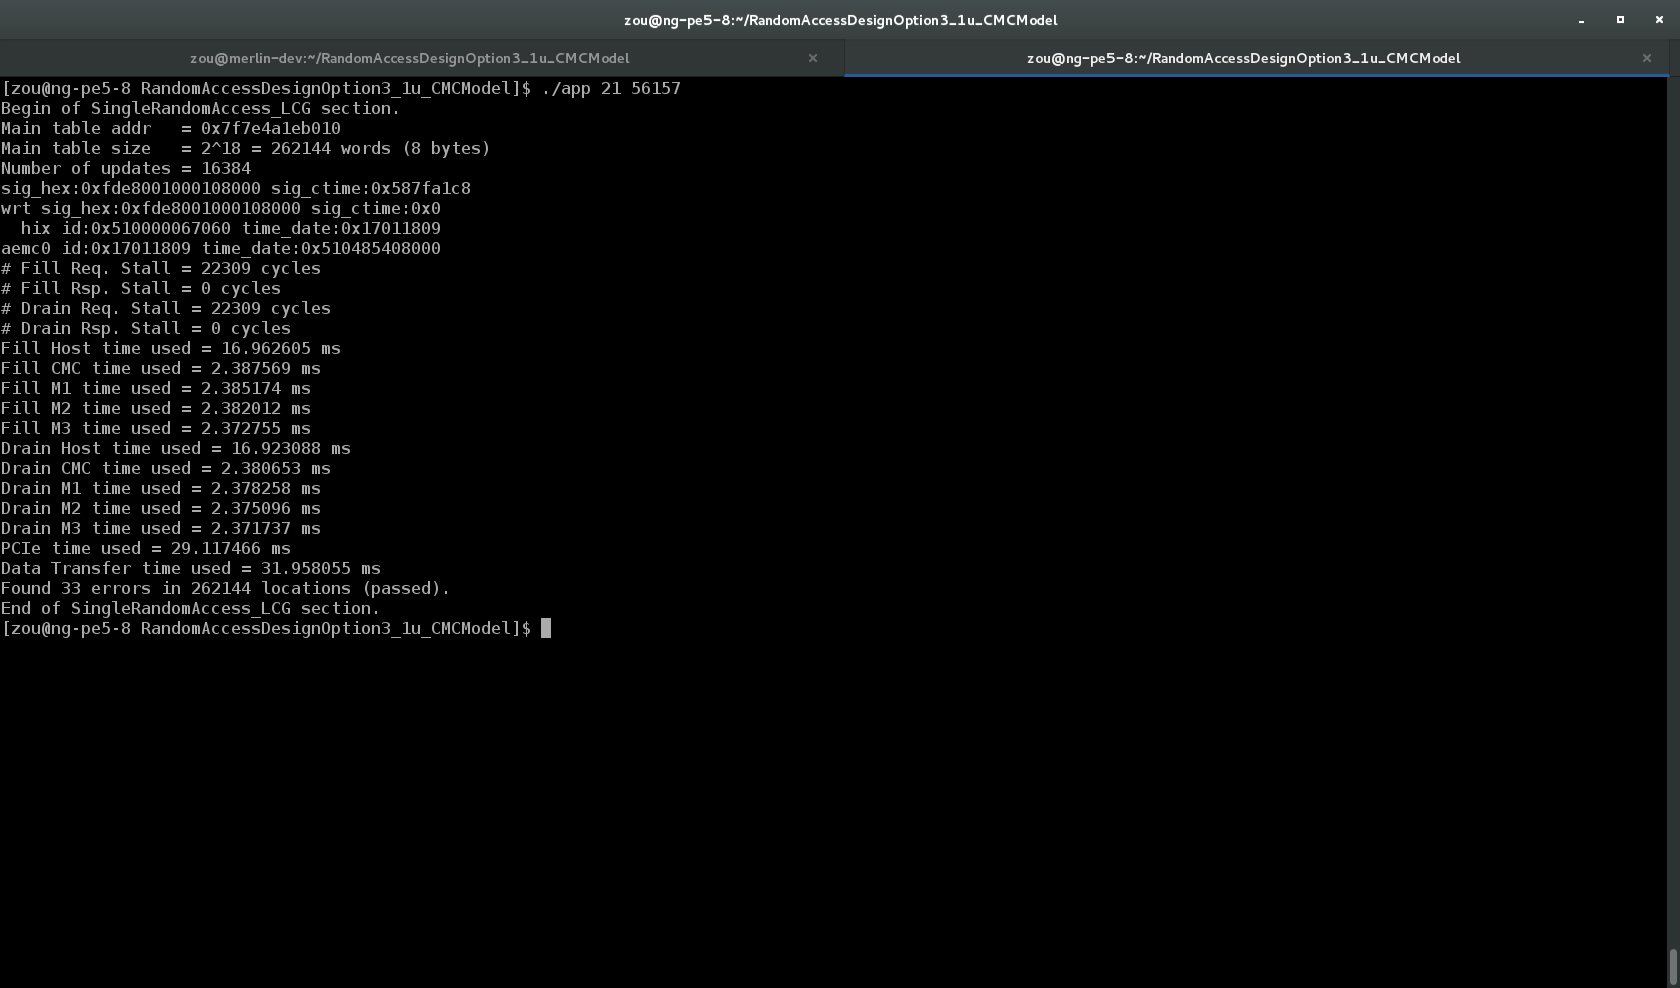 zou@ng-pe5-8:~/RandomAccessDesignOption3_1u_CMCModel
zou@merlin-dev:~/RandomAccessDesignOption3_1u_CMCModel
zou@ng-pe5-8:~/RandomAccessDesignOption3_1u_CMCModel
[zou@ng-pe5-8 RandomAccessDesignOption3_1u_CMCModel]$ ./app 21 56157
Begin of SingleRandomAccess_LCG section.
Main table addr   = 0x7f7e4a1eb010
Main table size   = 2^18 = 262144 words (8 bytes)
Number of updates = 16384
sig_hex:0xfde8001000108000 sig_ctime:0x587fa1c8
wrt sig_hex:0xfde8001000108000 sig_ctime:0x0
  hix id:0x510000067060 time_date:0x17011809
aemc0 id:0x17011809 time_date:0x510485408000
# Fill Req. Stall = 22309 cycles
# Fill Rsp. Stall = 0 cycles
# Drain Req. Stall = 22309 cycles
# Drain Rsp. Stall = 0 cycles
Fill Host time used = 16.962605 ms
Fill CMC time used = 2.387569 ms
Fill M1 time used = 2.385174 ms
Fill M2 time used = 2.382012 ms
Fill M3 time used = 2.372755 ms
Drain Host time used = 16.923088 ms
Drain CMC time used = 2.380653 ms
Drain M1 time used = 2.378258 ms
Drain M2 time used = 2.375096 ms
Drain M3 time used = 2.371737 ms
PCIe time used = 29.117466 ms
Data Transfer time used = 31.958055 ms
Found 33 errors in 262144 locations (passed).
End of SingleRandomAccess_LCG section.
[zou@ng-pe5-8 RandomAccessDesignOption3_1u_CMCModel]$